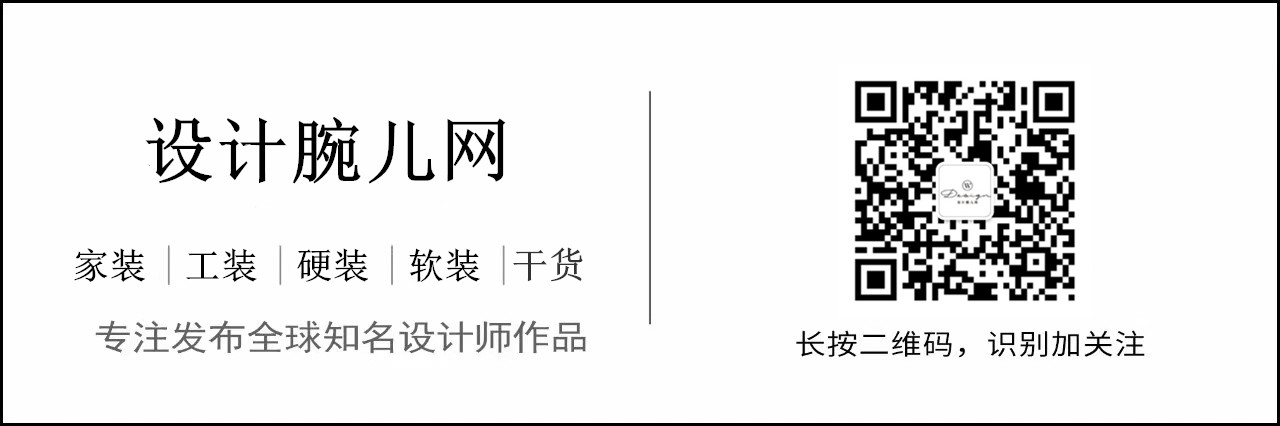 设计腕儿网
家装 | 工装 | 硬装 | 软装 | 干货
专注发布全球知名设计师作品
Design
长按二维码，识别加关注